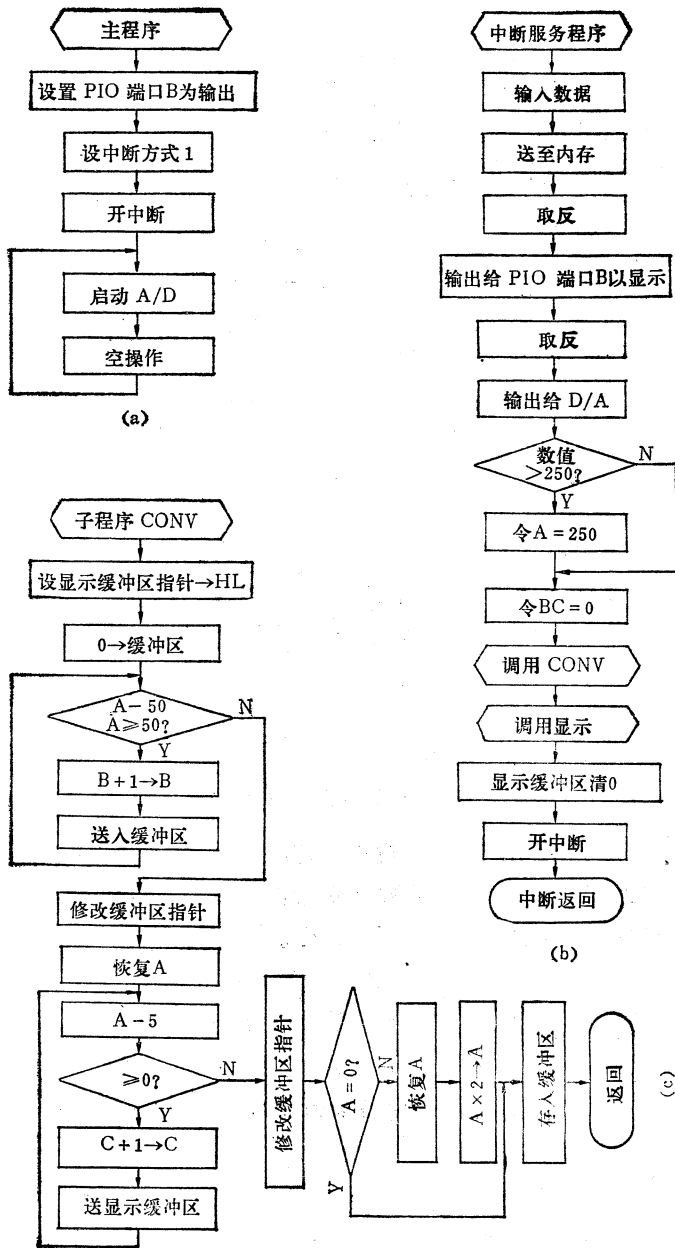 主程序
设置 PIO 端口B为输出
设中断方式 1
开中断
启动 A/D
空操作
(a)
中断服务程序
输入数据
送至内存
取反
输出给 PIO 端口B以显示
取反
输出给 D/A
数值
>250?
N
Y
令A=250
令BC=0
调用 CONV
调用显示
显示缓冲区清0
开中断
中断返回
(b)
子程序 CONV
设显示缓冲区指针→HL
0→缓冲区
A-50
A≥50?
N
Y
B+1→B
送入缓冲区
修改缓冲区指针
恢复A
A-5
≥0?
N
Y
C+1→C
送显示缓冲区
修改缓冲区指针
A=0?
N
Y
恢复A
A×2→A
存入缓冲区
返回
(c)